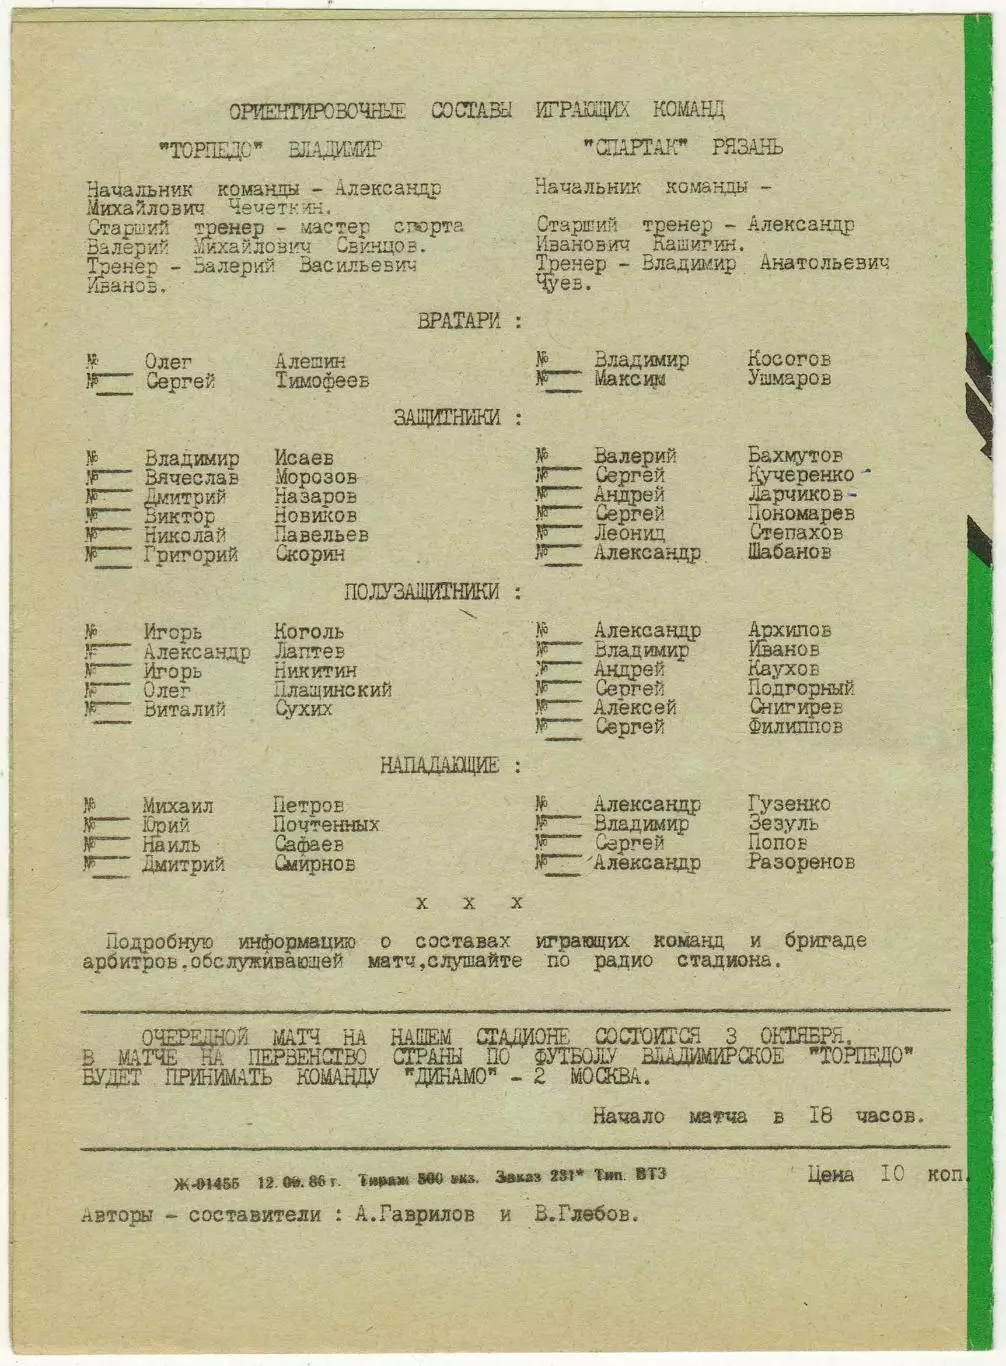 ОРИЕНТИРОВОЧНЫЕ СОСТАВЫ ИГРАЮЩИХ КОМАНД
"ТОРПЕДО" ВЛАДИМИР "СПАРТАК" РЯЗАНЬ
Начальник команды - Александр Начальник команды -
Михайлович Чечеткин.
Старший тренер - мастер спорта Старший тренер - Александр
Валерий Михайлович Свинцов. Иванович Кашигин.
Тренер - Валерий Васильевич Тренер - Владимир Анатольевич
Иванов. Чуев.
ВРАТАРИ :
№ Олег Алешин № Владимир Косогов
№ Сергей Тимофеев № Максим Ушмаров
ЗАЩИТНИКИ :
№ Владимир Исаев № Валерий Бахмутов
№ Вячеслав Морозов № Сергей Кучеренко
№ Дмитрий Назаров № Андрей Ларчиков
№ Виктор Новиков № Сергей Пономарев
№ Николай Павельев № Леонид Степахов
№ Григорий Скорин № Александр Шабанов
ПОЛУЗАЩИТНИКИ :
№ Игорь Коголь № Александр Архипов
№ Александр Лаптев № Владимир Иванов
№ Игорь Никитин № Андрей Каухов
№ Олег Плащинский № Сергей Подгорный
№ Виталий Сухих № Алексей Снигирев
№ Сергей Филиппов
НАПАДАЮЩИЕ :
№ Михаил Петров № Александр Гузенко
№ Юрий Почтенных № Владимир Зезуль
№ Наиль Сафаев № Сергей Попов
№ Дмитрий Смирнов № Александр Разоренов
х х х
Подробную информацию о составах играющих команд и бригаде
арбитров,обслуживающей матч,слушайте по радио стадиона.
ОЧЕРЕДНОЙ МАТЧ НА НАШЕМ СТАДИОНЕ СОСТОИТСЯ 3 ОКТЯБРЯ.
В МАТЧЕ НА ПЕРВЕНСТВО СТРАНЫ ПО ФУТБОЛУ ВЛАДИМИРСКОЕ "ТОРПЕДО"
БУДЕТ ПРИНИМАТЬ КОМАНДУ "ДИНАМО" - 2 МОСКВА.
Начало матча в 18 часов.
Ж-01455 12.09.86 г. Тираж 500 экз. Заказ 231* Тип. ВТЗ Цена 10 коп.
Авторы - составители : А.Гаврилов и В.Глебов.